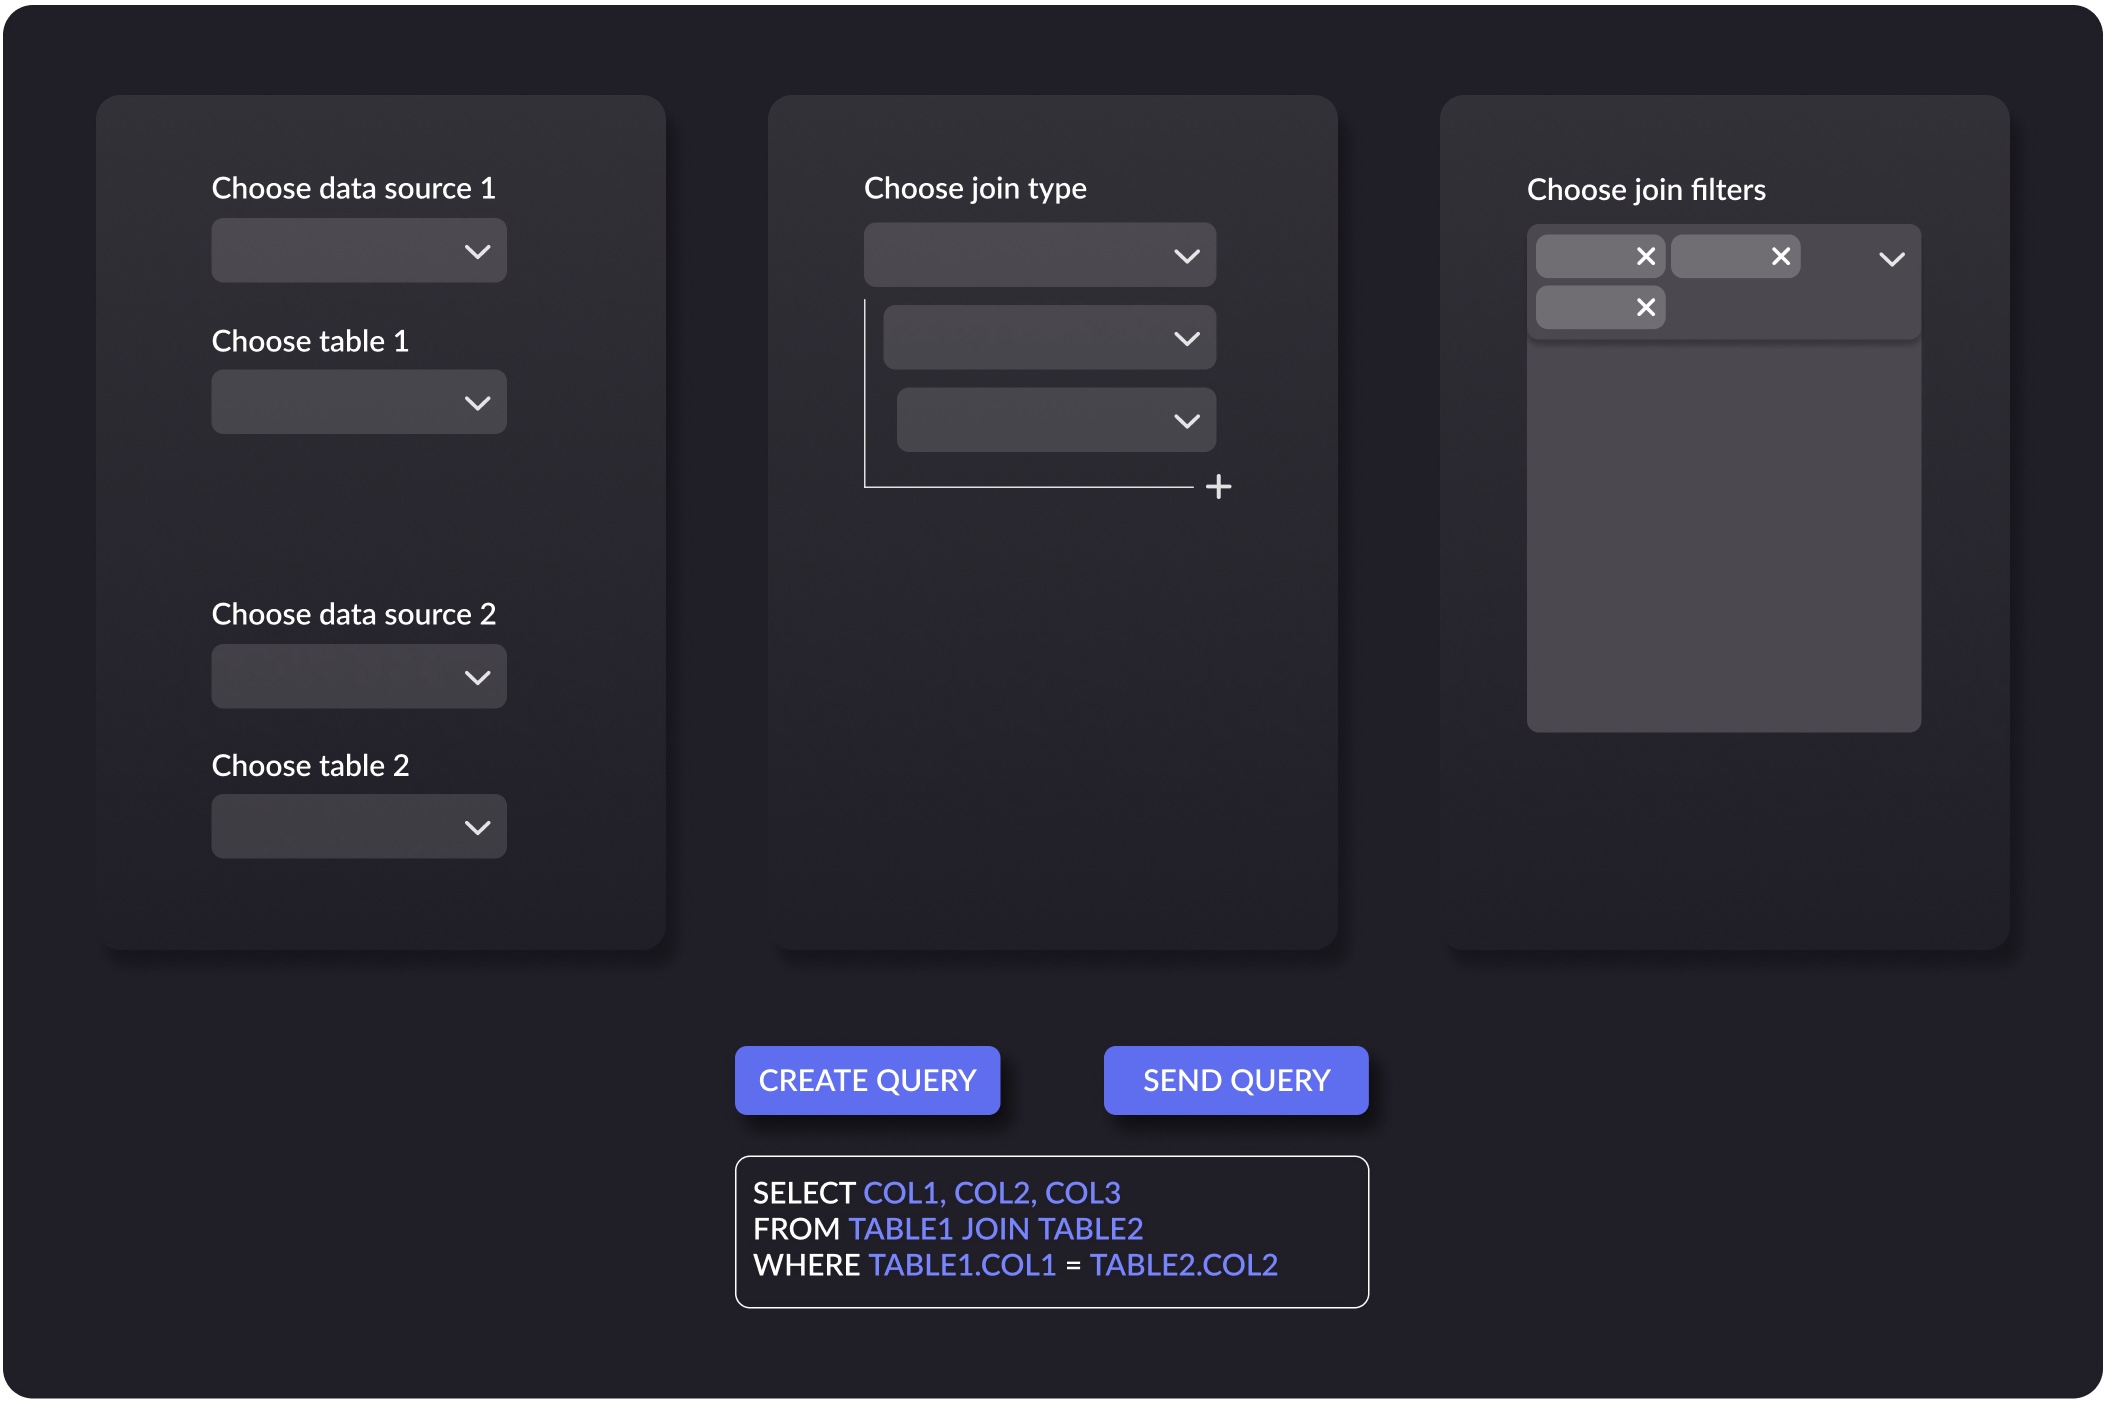 Choose data source 1
Choose table 1
Choose data source 2
Choose table 2
Choose join type
Choose join filters
CREATE QUERY
SEND QUERY
SELECT COL1, COL2, COL3
FROM TABLE1 JOIN TABLE2
WHERE TABLE1.COL1 = TABLE2.COL2